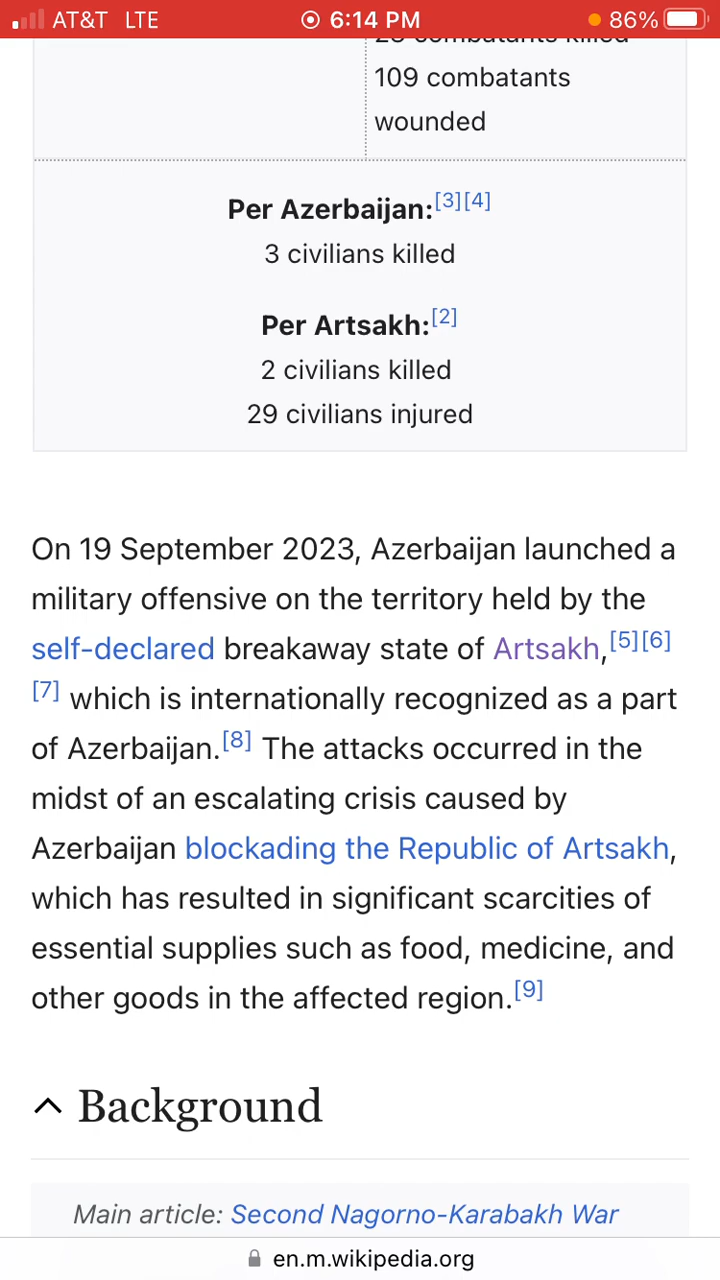 AT&T LTE 6:14 PM 86%
109 combatants
wounded
Per Azerbaijan:[3][4]
3 civilians killed
Per Artsakh:[2]
2 civilians killed
29 civilians injured
On 19 September 2023, Azerbaijan launched a
military offensive on the territory held by the
self-declared breakaway state of Artsakh,[5][6]
[7] which is internationally recognized as a part
of Azerbaijan.[8] The attacks occurred in the
midst of an escalating crisis caused by
Azerbaijan blockading the Republic of Artsakh,
which has resulted in significant scarcities of
essential supplies such as food, medicine, and
other goods in the affected region.[9]
Background
Main article: Second Nagorno-Karabakh War
en.m.wikipedia.org